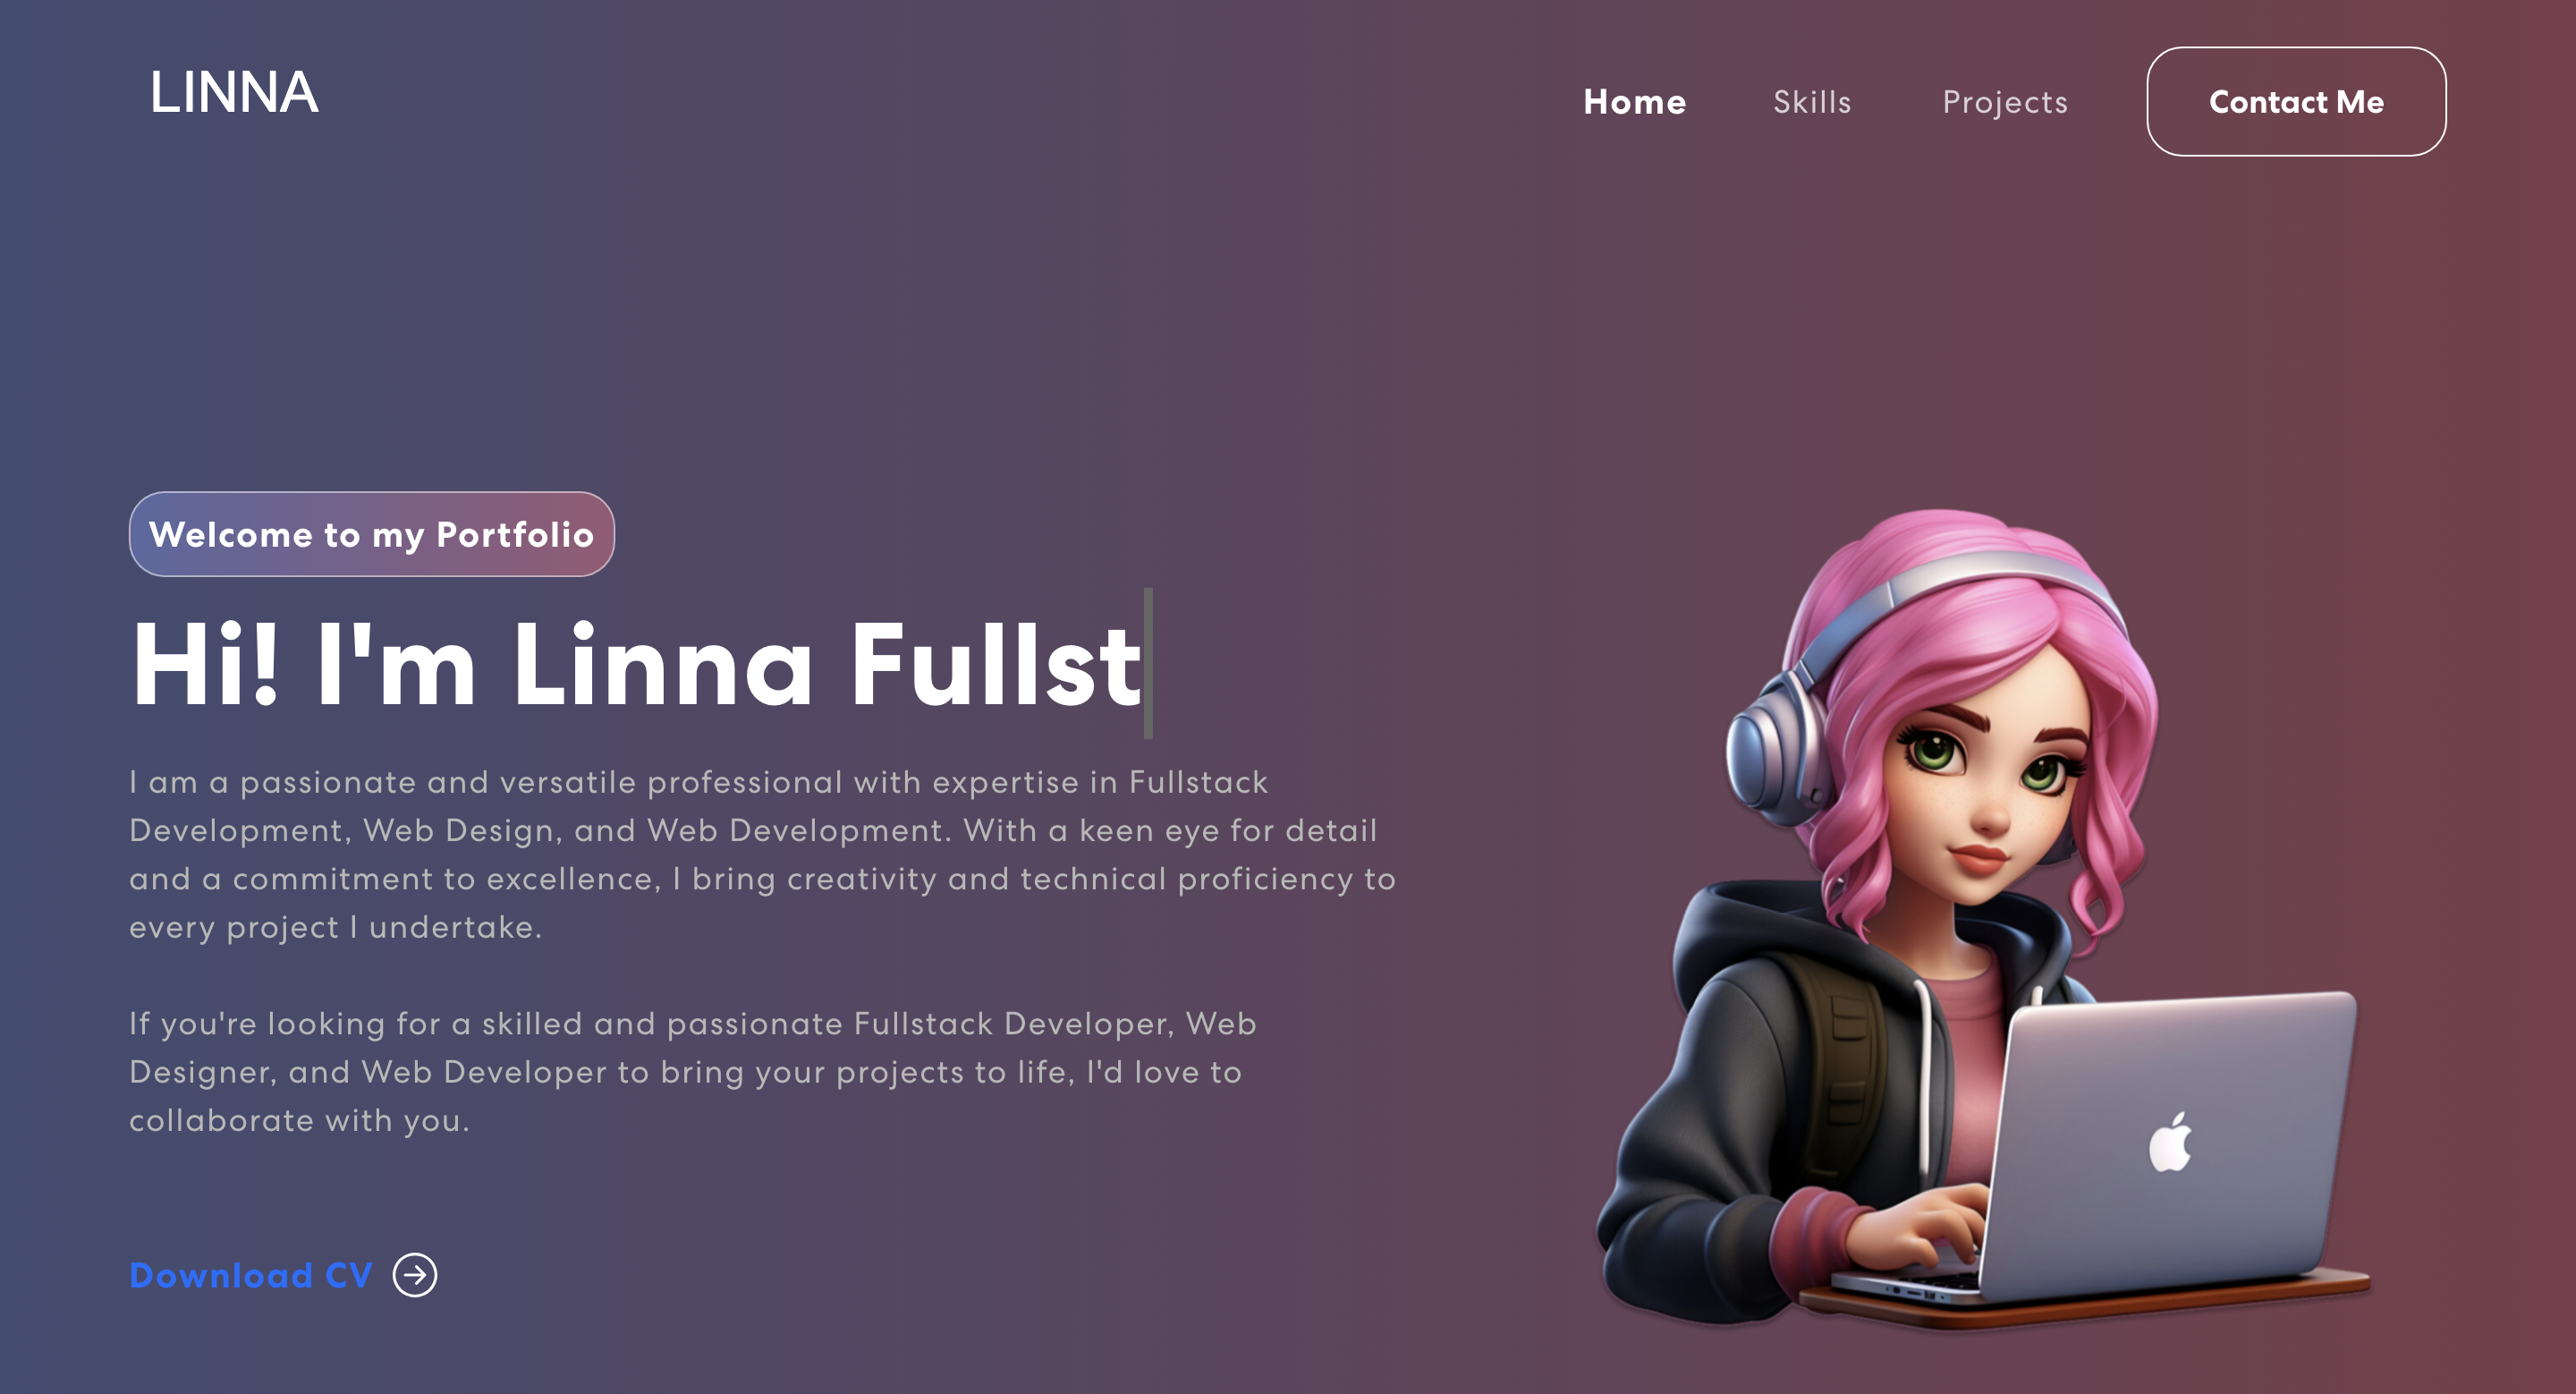 LINNA
Home
Skills
Projects
Contact Me
Welcome to my Portfolio
Hi! I'm Linna Fullst
I am a passionate and versatile professional with expertise in Fullstack
Development, Web Design, and Web Development. With a keen eye for detail
and a commitment to excellence, I bring creativity and technical proficiency to
every project I undertake.
If you're looking for a skilled and passionate Fullstack Developer, Web
Designer, and Web Developer to bring your projects to life, I'd love to
collaborate with you.
Download CV